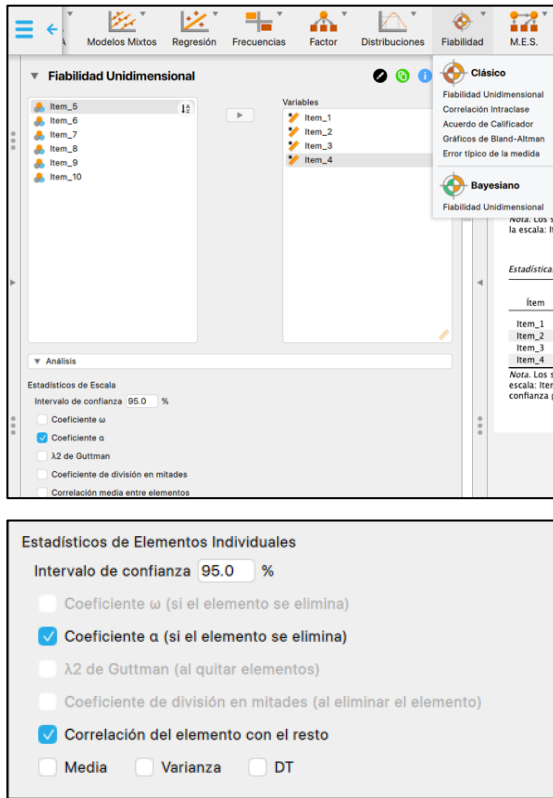 Modelos Mixtos Regresión Frecuencias Factor Distribuciones Fiabilidad M.E.S.
Fiabilidad Unidimensional
Item_5
Item_6
Item_7
Item_8
Item_9
Item_10
Variables
Item_1
Item_2
Item_3
Item_4
Clásico
Fiabilidad Unidimensional
Correlación Intraclase
Acuerdo de Calificador
Gráficos de Bland-Altman
Error típico de la medida
Bayesiano
Fiabilidad Unidimensional
Nota. Los s
la escala: It
Estadística
Ítem
Item_1
Item_2
Item_3
Item_4
Nota. Los s
escala: Iter
confianza p
Análisis
Estadísticos de Escala
Intervalo de confianza 95.0 %
Coeficiente ω
Coeficiente α
λ2 de Guttman
Coeficiente de división en mitades
Correlación media entre elementos
Estadísticos de Elementos Individuales
Intervalo de confianza 95.0 %
Coeficiente ω (si el elemento se elimina)
Coeficiente α (si el elemento se elimina)
λ2 de Guttman (al quitar elementos)
Coeficiente de división en mitades (al eliminar el elemento)
Correlación del elemento con el resto
Media Varianza DT